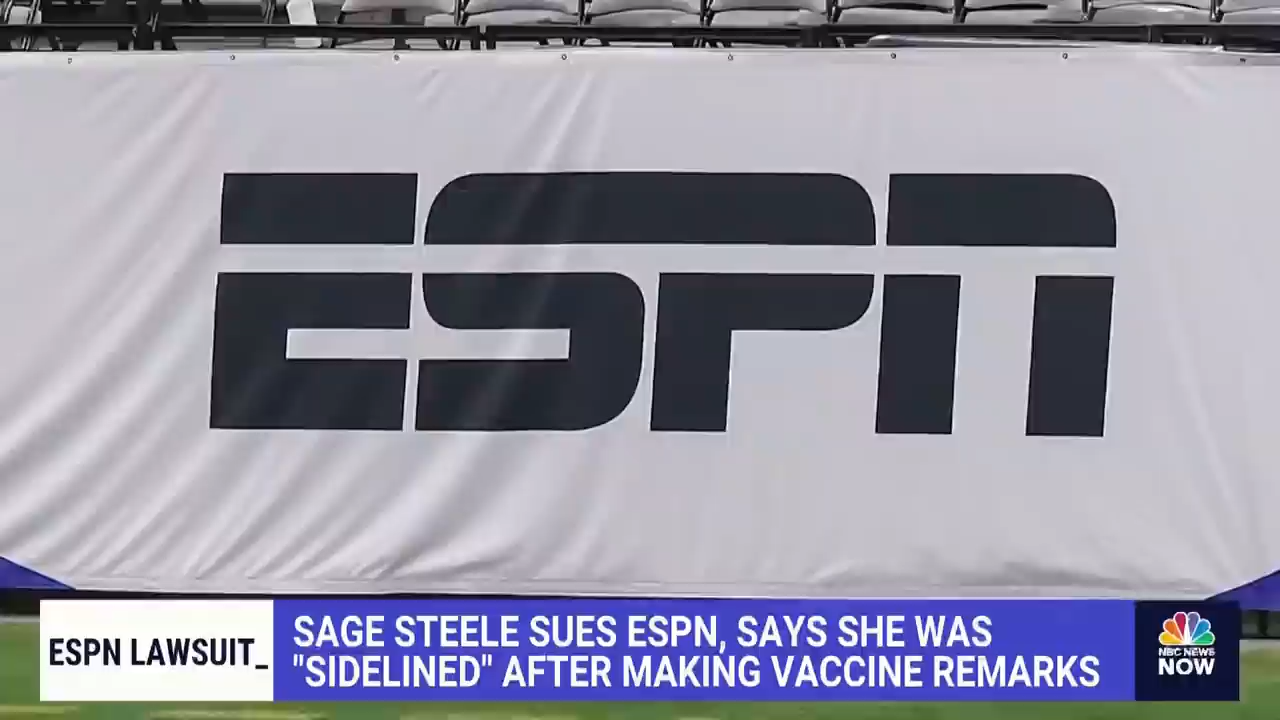 ESPN
ESPN LAWSUIT_
SAGE STEELE SUES ESPN, SAYS SHE WAS
"SIDELINED" AFTER MAKING VACCINE REMARKS
NBC NEWS
NOW